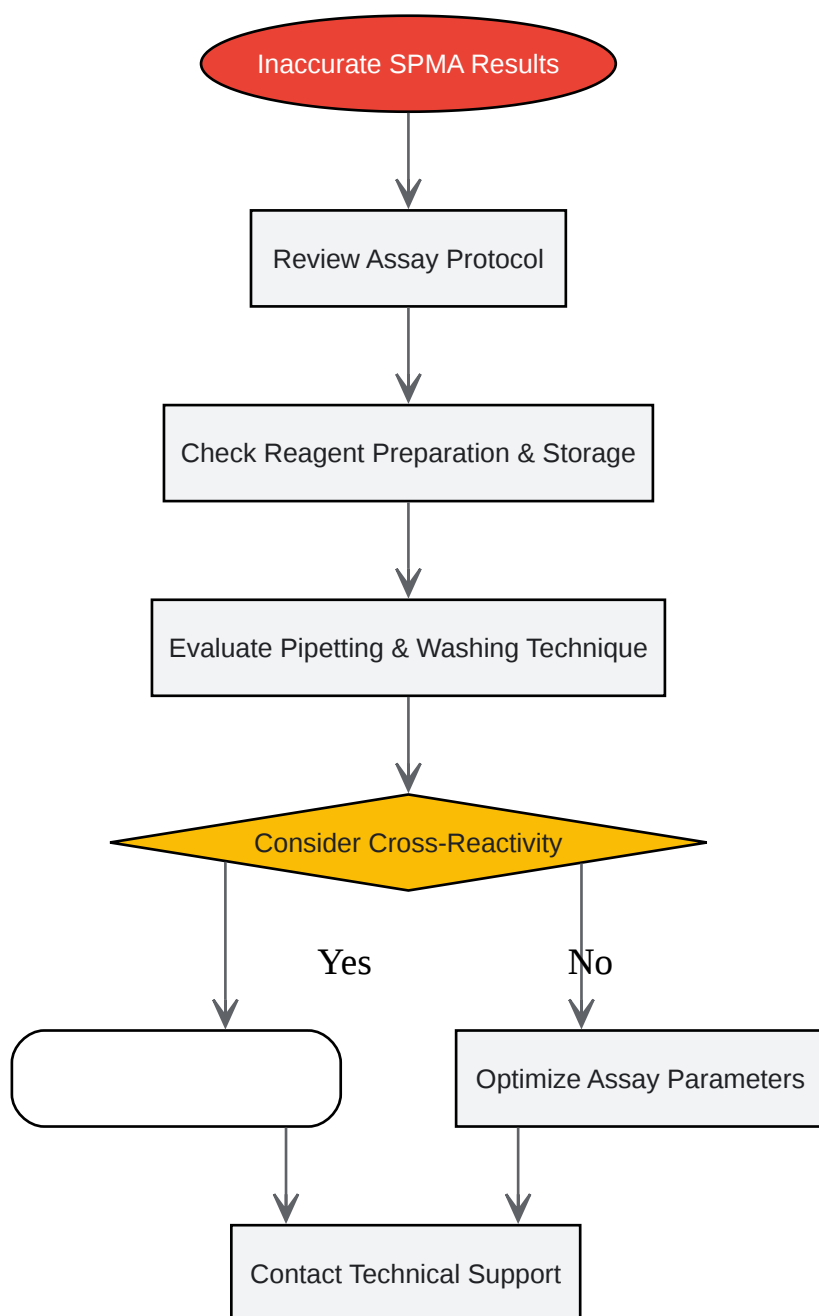 Inaccurate SPMA Results
Review Assay Protocol
Check Reagent Preparation & Storage
Evaluate Pipetting & Washing Technique
Consider Cross-Reactivity
Yes
No
Optimize Assay Parameters
Contact Technical Support